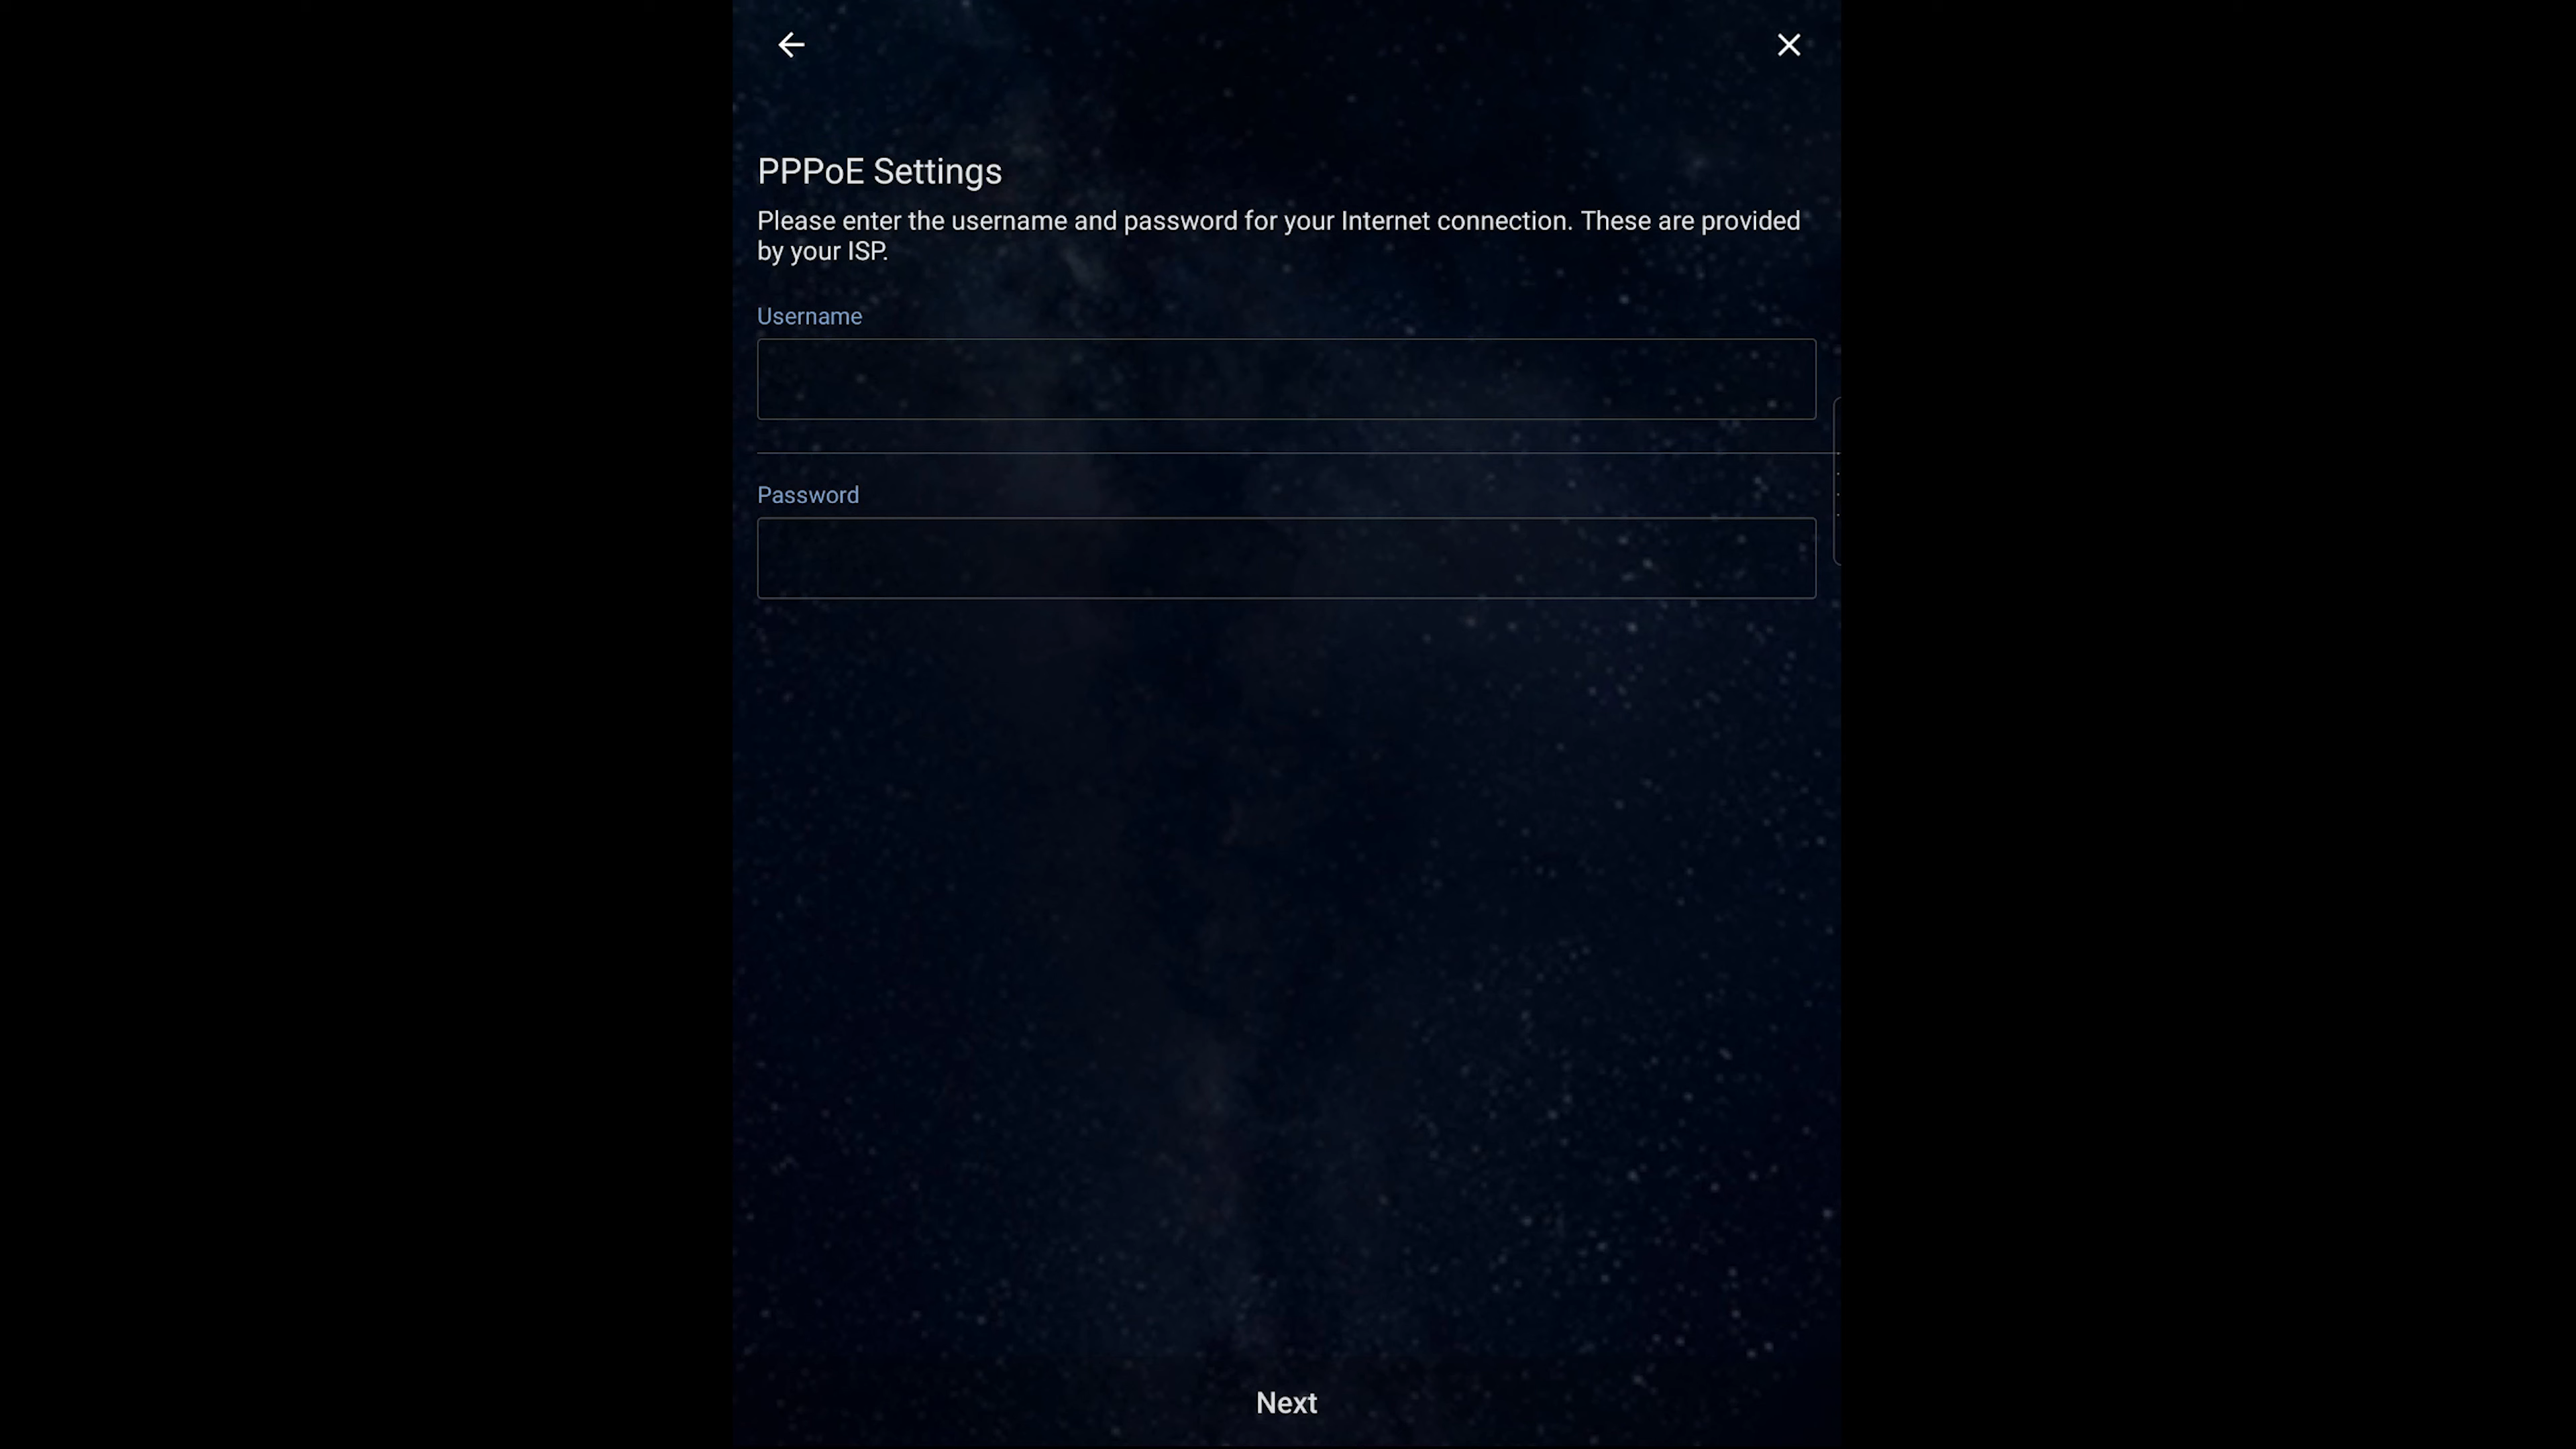 PPPoE Settings
Please enter the username and password for your Internet connection. These are provided
by your ISP.
Username
Password
Next